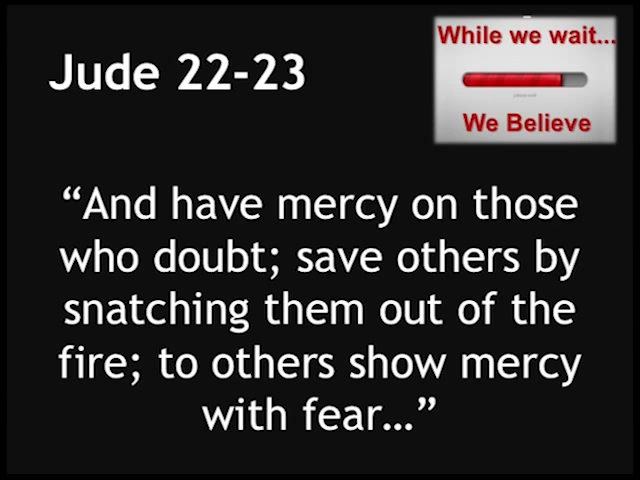 Jude 22-23
While we wait...
We Believe
“And have mercy on those
who doubt; save others by
snatching them out of the
fire; to others show mercy
with fear…”